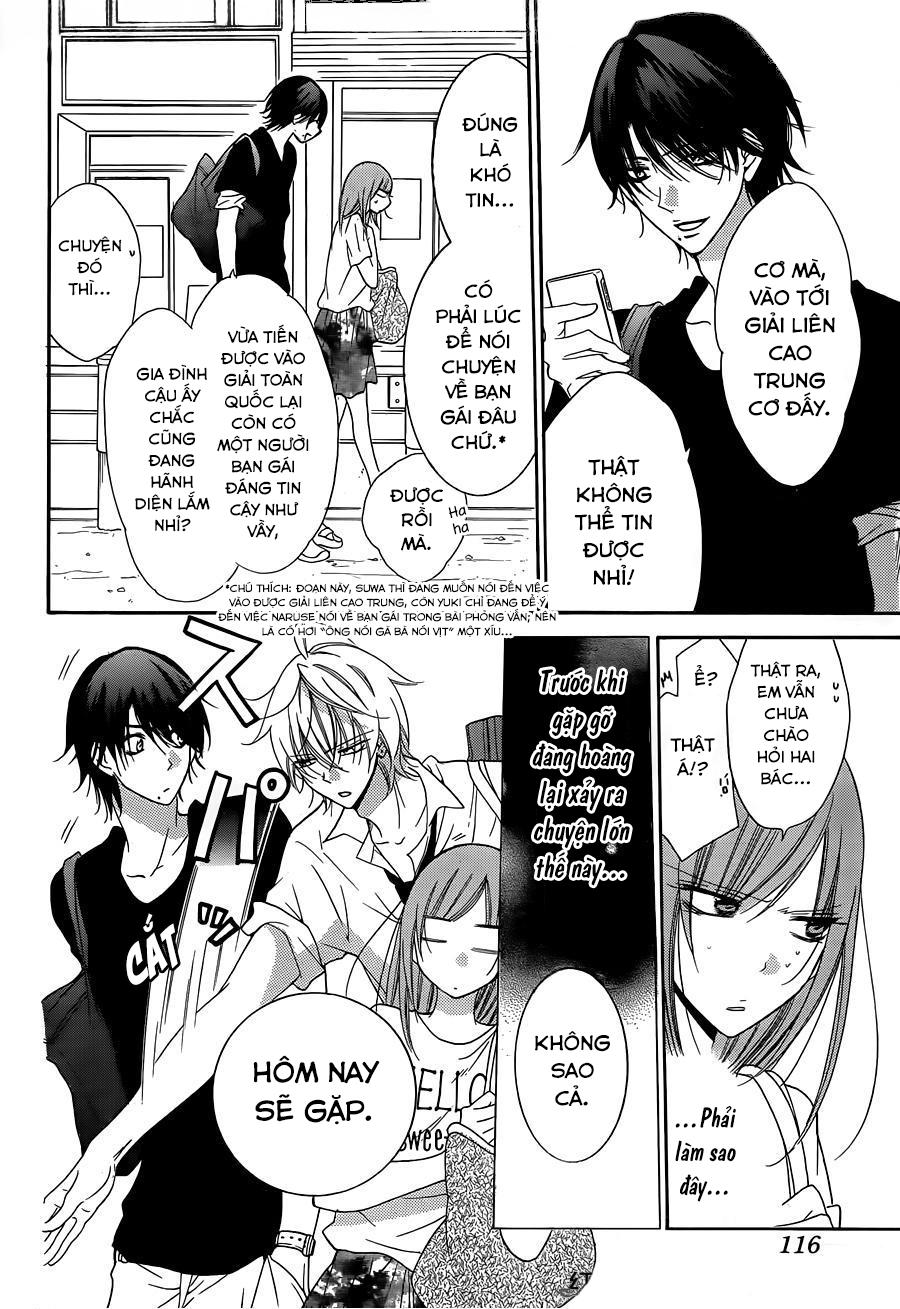 CƠ MÀ,
VÀO TỚI
GIẢI LIÊN
CAO
TRUNG
CƠ ĐẤY.
THẬT
KHÔNG
THỂ TIN
ĐƯỢC
NHỈ!
ĐÚNG
LÀ
KHÓ
TIN...
CÓ
PHẢI LÚC
ĐỂ NÓI
CHUYỆN
VỀ BẠN
GÁI ĐÂU
CHỨ.*
ĐƯỢC
RỒI
MÀ.
Ha
ha
VỪA TIẾN
ĐƯỢC VÀO
GIẢI TOÀN
QUỐC LẠI
CÒN CÓ
MỘT NGƯỜI
BẠN GÁI
ĐÁNG TIN
CẬY NHƯ
VẦY,
GIA ĐÌNH
CẬU ẤY
CHẮC
CŨNG
ĐANG
HÃNH
DIỆN LẮM
NHỈ?
CHUYỆN
ĐÓ
THÌ...
*CHÚ THÍCH: ĐOẠN NÀY, SUWA THÌ ĐANG MUỐN NÓI ĐẾN VIỆC
VÀO ĐƯỢC GIẢI LIÊN CAO TRUNG, CÒN YUKI CHỈ ĐANG ĐỂ Ý
ĐẾN VIỆC NARUSE NÓI VỀ BẠN GÁI TRONG BÀI PHỎNG VẤN, NÊN
LÀ CÓ HƠI "ÔNG NÓI GÀ BÀ NÓI VỊT" MỘT XÍU...
THẬT RA,
EM VẪN
CHƯA
CHÀO
HỎI HAI
BÁC...
Ể?
THẬT
Á!?
...Phải
làm sao
đây...
Trước khi
gặp gỡ
đàng hoàng
lại xảy ra
chuyện lớn
thế này...
KHÔNG
SAO
CẢ.
スパッ
CẮT
HÔM NAY
SẼ GẶP.
HELLO
Swee
116